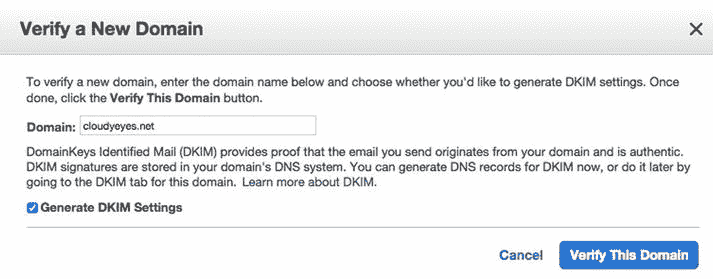 Verify a New Domain
To verify a new domain, enter the domain name below and choose whether you'd like to generate DKIM settings. Once
done, click the Verify This Domain button.
Domain: cloudyeyes.net
DomainKeys Identified Mail (DKIM) provides proof that the email you send originates from your domain and is authentic.
DKIM signatures are stored in your domain's DNS system. You can generate DNS records for DKIM now, or do it later by
going to the DKIM tab for this domain. Learn more about DKIM.
Generate DKIM Settings
Cancel Verify This Domain